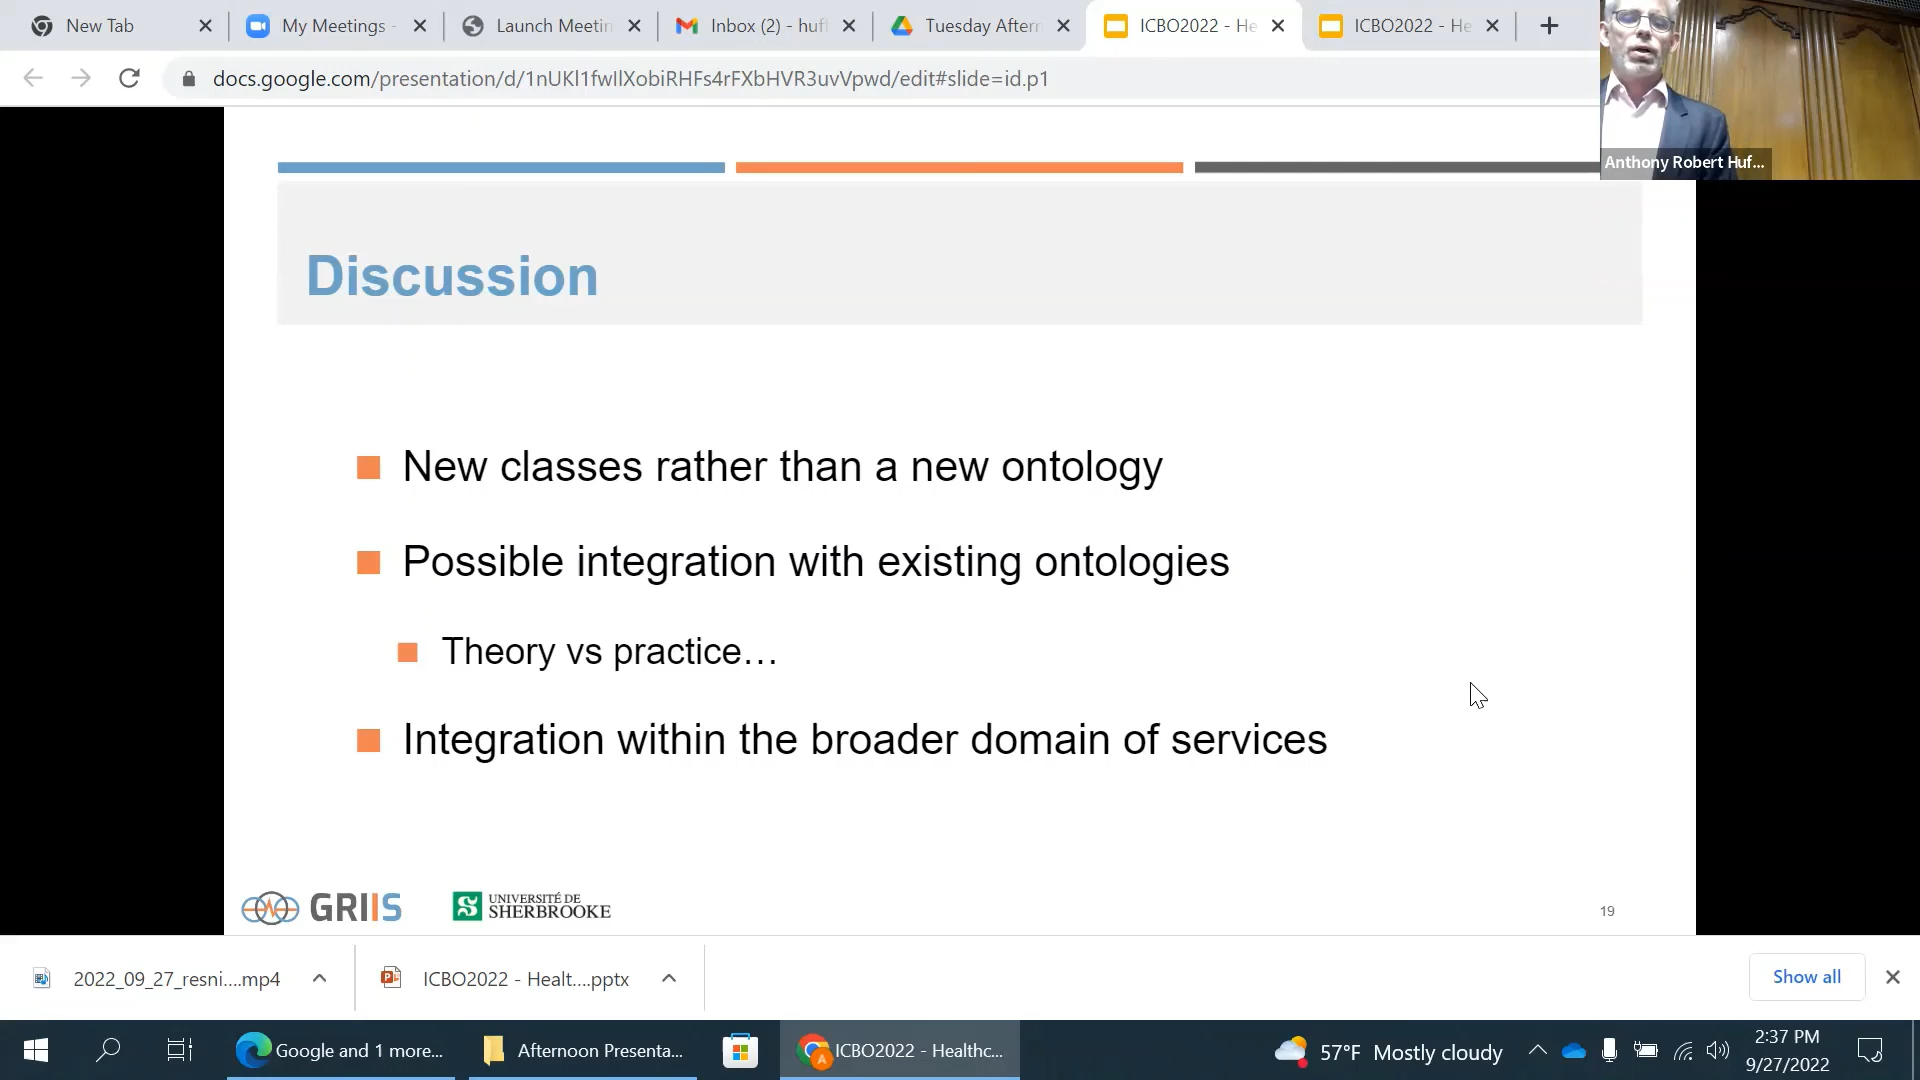 New Tab
My Meetings -
Launch Meetin
Inbox (2) - huf
Tuesday Aftern
ICBO2022 - He
ICBO2022 - He
docs.google.com/presentation/d/1nUKl1fwIlXobiRHFs4rFXbHVR3uvVpwd/edit#slide=id.p1
Anthony Robert Huf...
Discussion
New classes rather than a new ontology
Possible integration with existing ontologies
Theory vs practice…
Integration within the broader domain of services
GRIIS
UNIVERSITÉ DE
SHERBROOKE
19
2022_09_27_resni....mp4
ICBO2022 - Healt....pptx
Show all
Google and 1 more...
Afternoon Presenta...
ICBO2022 - Healthc...
57°F Mostly cloudy
2:37 PM
9/27/2022